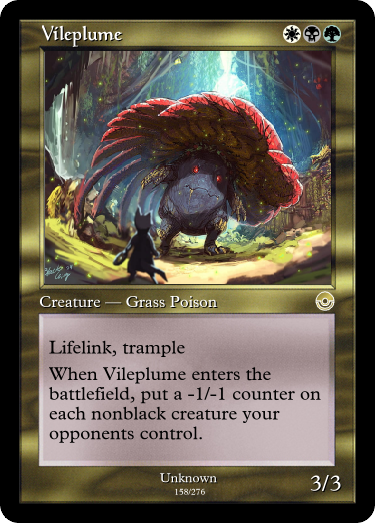 Vileplume
Creature — Grass Poison
Lifelink, trample
When Vileplume enters the
battlefield, put a -1/-1 counter on
each nonblack creature your
opponents control.
Unknown
158/276
3/3